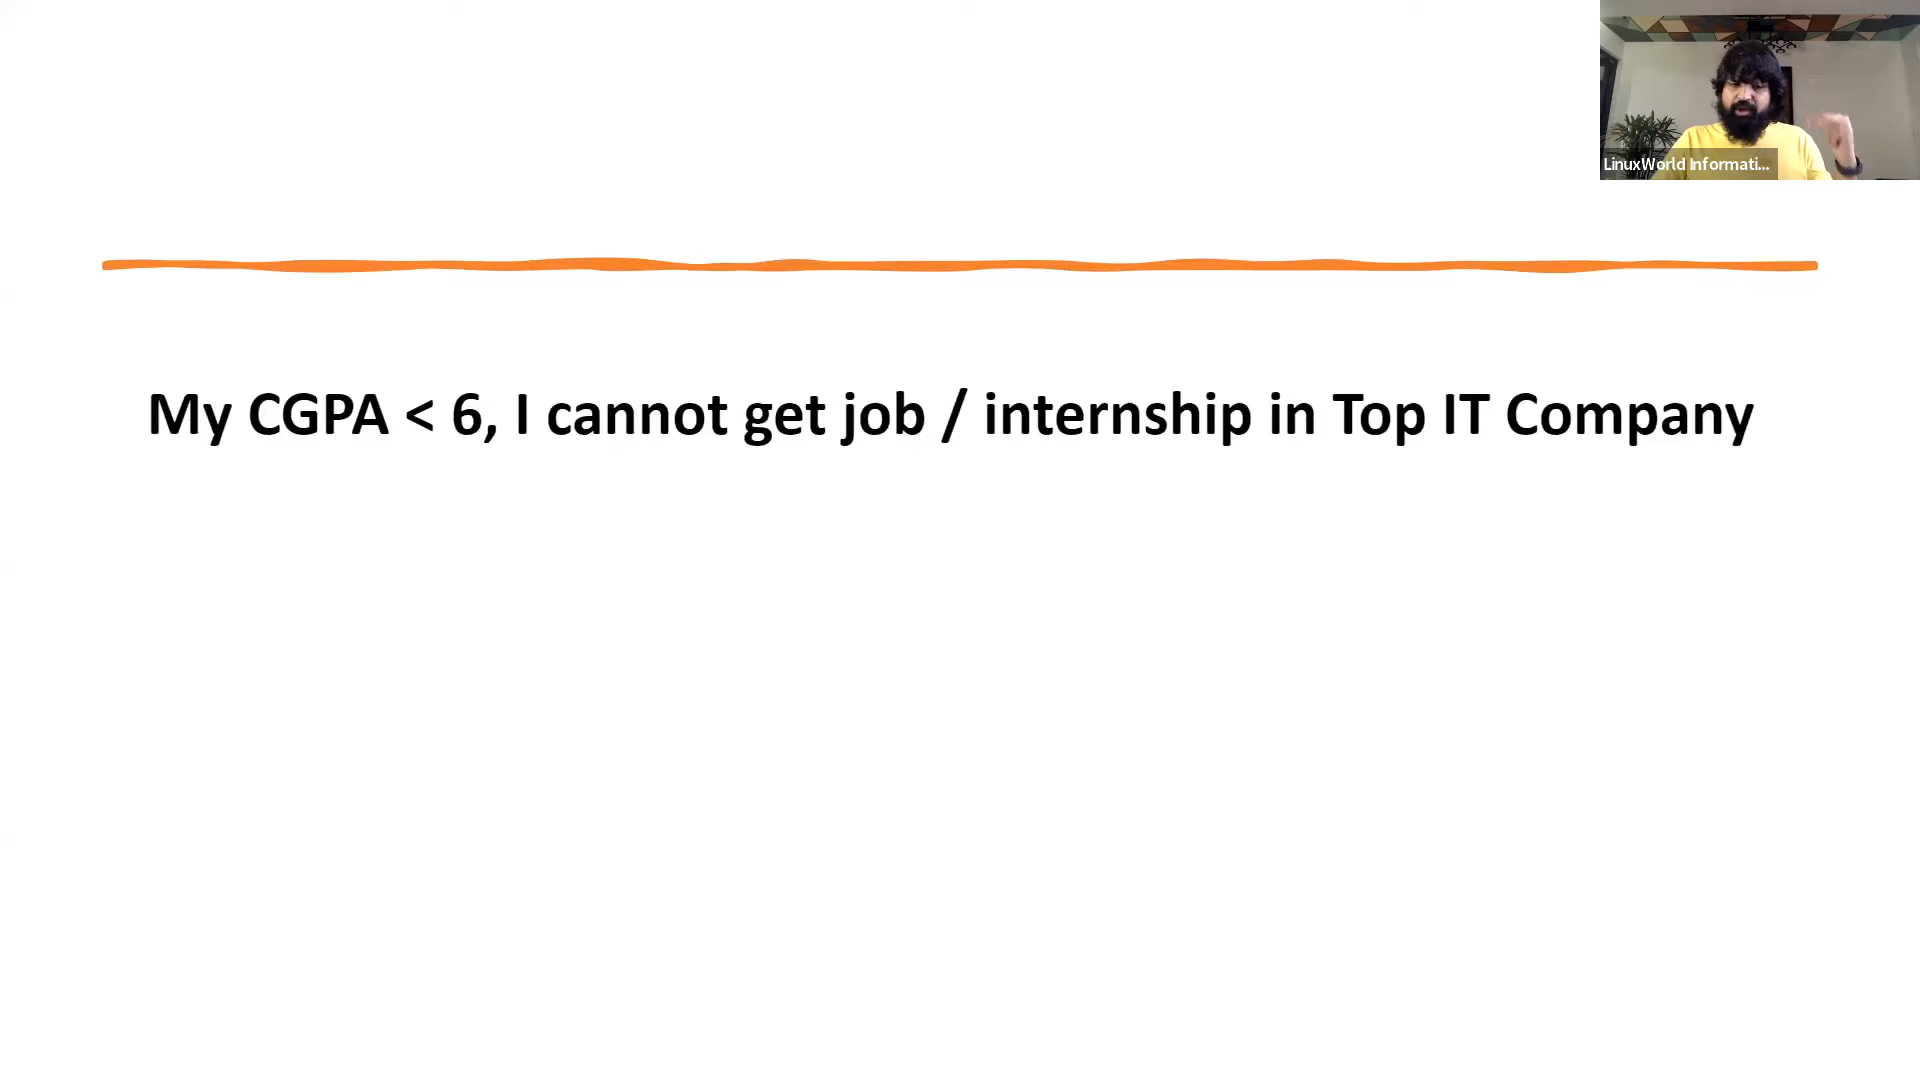 LinuxWorld Informati...
My CGPA < 6, I cannot get job / internship in Top IT Company